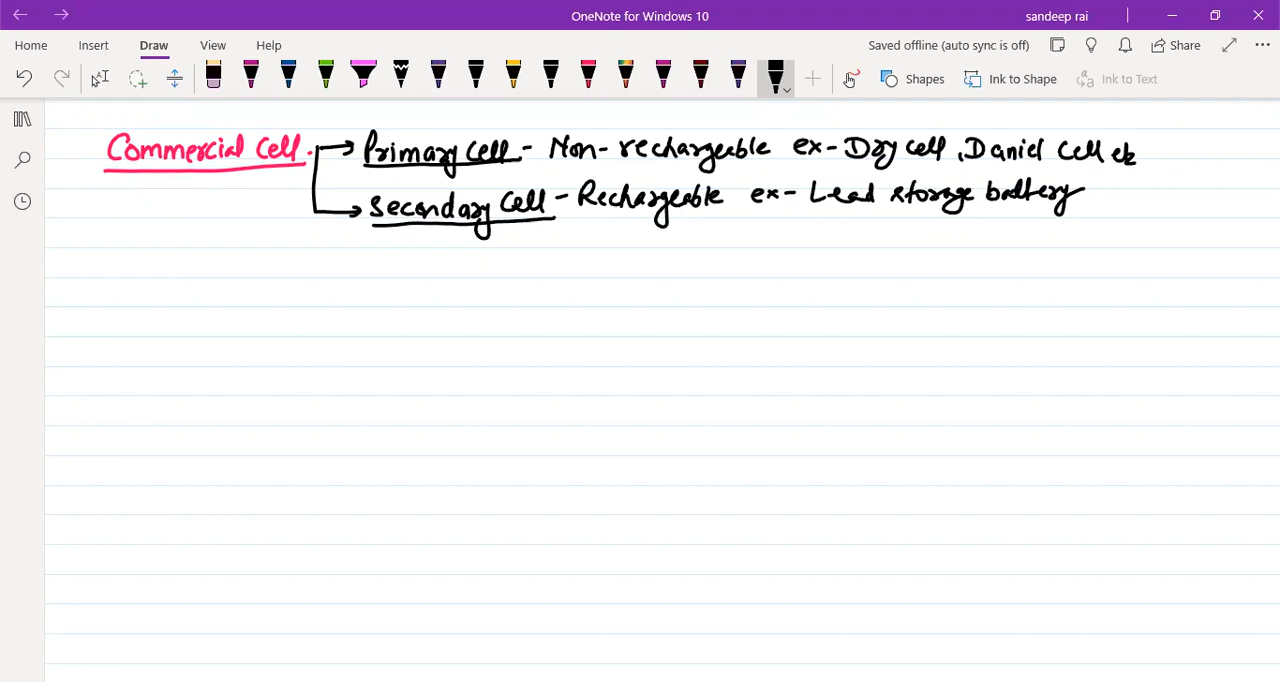 OneNote for Windows 10
sandeep rai
Home Insert Draw View Help
Saved offline (auto sync is off) Share
Shapes Ink to Shape Ink to Text
Commercial Cell. Primary Cell - Non-rechargeable ex- Dry cell, Daniel Cell etc
Secondary Cell - Rechargeable ex- Lead storage battery